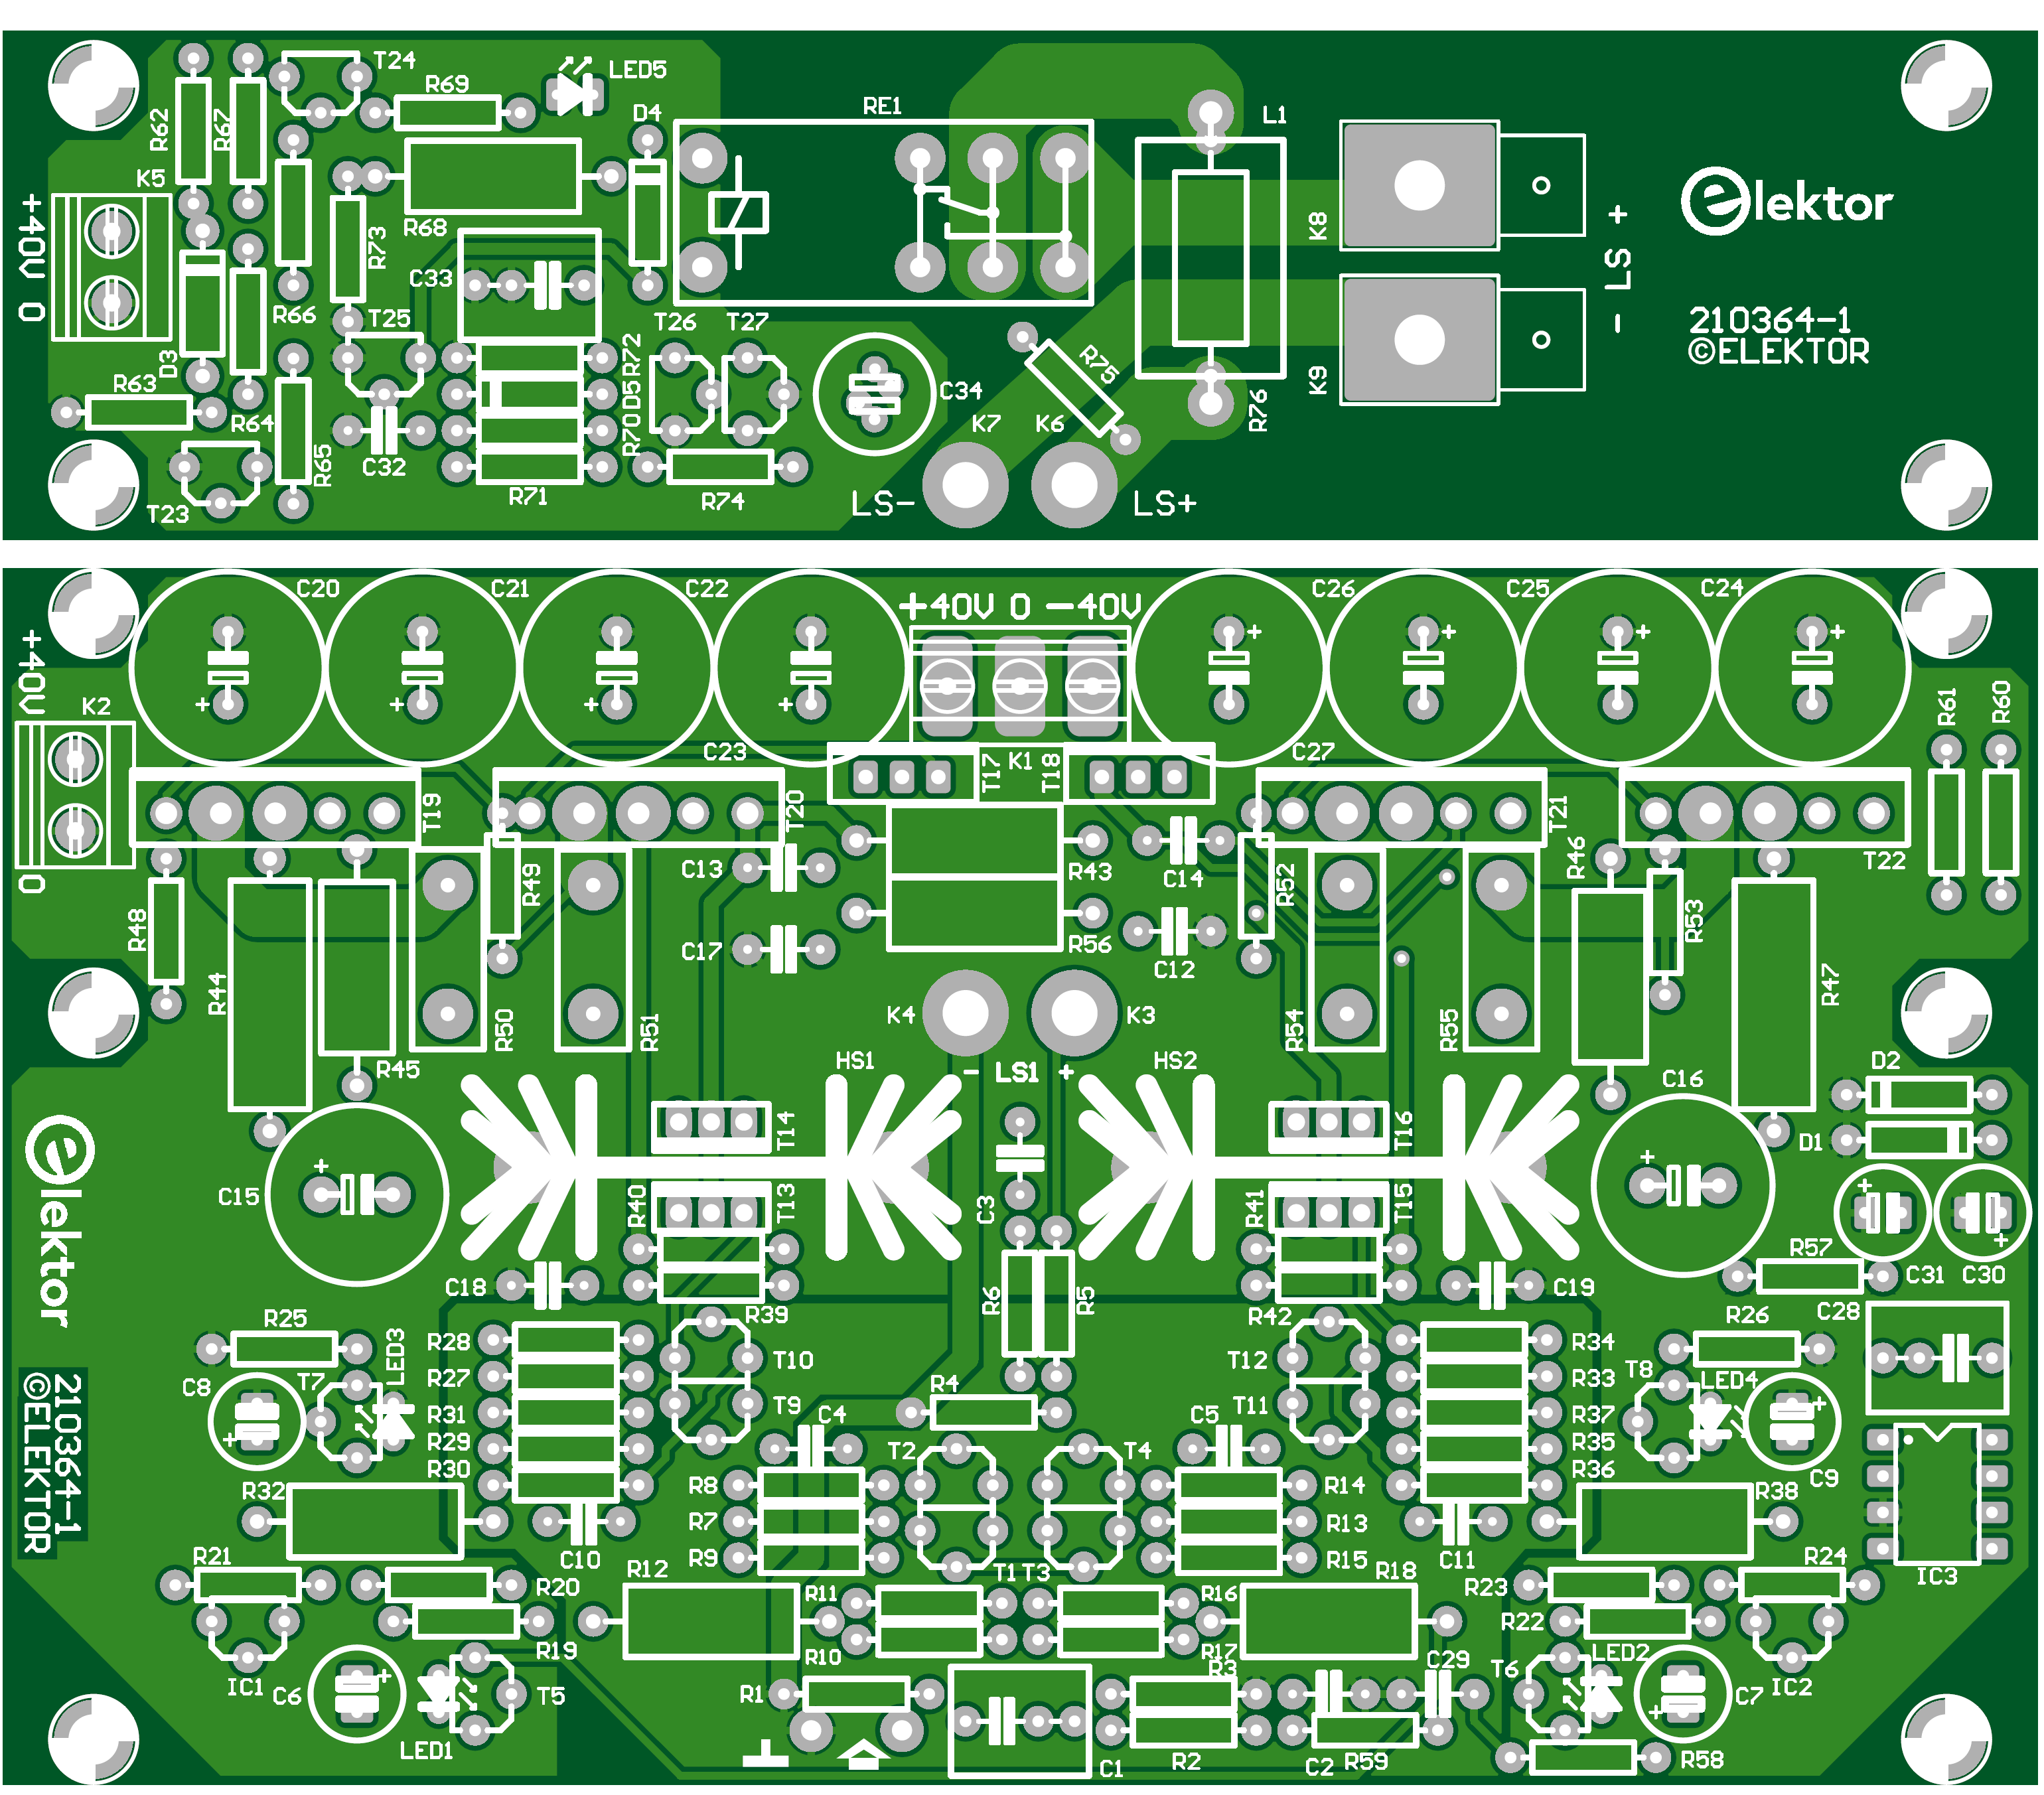 T24
LED5
R69
D4
RE1
L1
R62
R67
K5
+40V 0
R68
R73
C33
K8
LS +
-
elektor
210364-1
©ELEKTOR
R66
T25
T26
T27
R72
D5
R70
R75
D3
R63
R64
R65
C32
R71
R74
C34
K7
K6
K9
R76
T23
LS-
LS+
C20
C21
C22
+40V 0 -40V
C26
C25
C24
+40V
0
K2
C23
T17
K1
T18
C27
R61
R60
T19
T20
T21
T22
C13
R43
C14
R46
R48
R49
R52
R53
C17
R56
C12
R44
R45
R50
R51
K4
K3
R54
R55
R47
HS1
- LS1 +
HS2
C16
D2
D1
T14
T16
elektor
C15
R40
T13
C3
R41
T15
R57
C31
C30
C18
R39
R6
R5
R42
C19
R26
C28
R25
LED3
R28
T10
T12
R34
C8
T7
R27
R4
R33
T8
LED4
R31
T9
C4
C5
T11
R37
R29
T2
T4
R35
R30
R36
C9
210364-1
©ELEKTOR
R32
R8
R14
R38
R7
R13
R9
R15
C10
C11
R21
R20
R12
T1
T3
R18
R23
R24
IC3
R11
R16
R22
R19
R10
R17
LED2
IC1
C6
T5
R1
R3
C29
T6
C7
IC2
LED1
C1
R2
C2
R59
R58